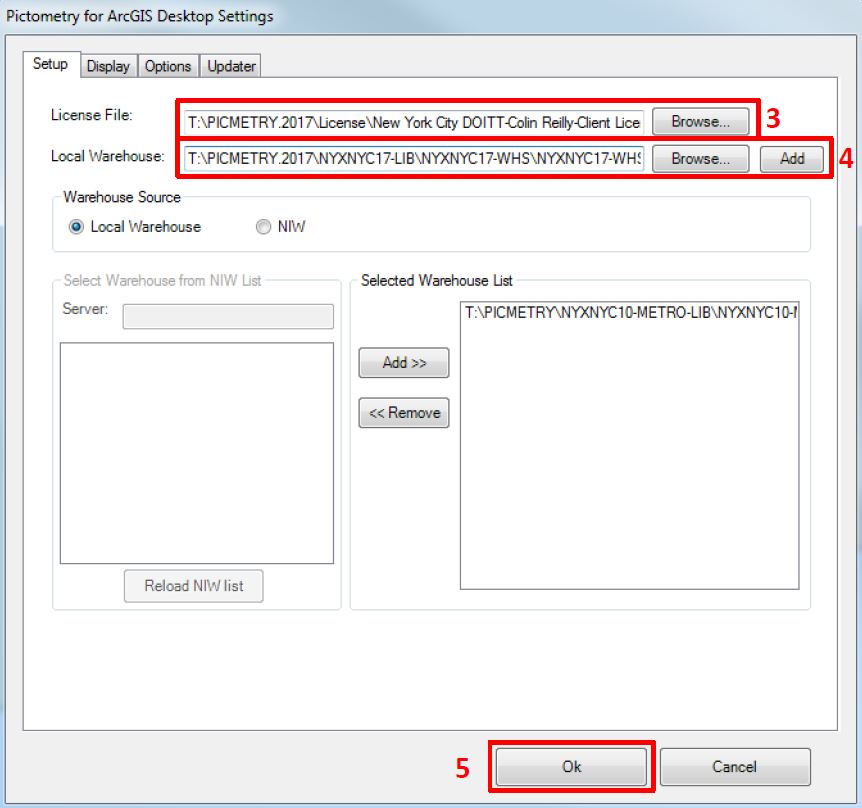 Pictometry for ArcGIS Desktop Settings
Setup Display Options Updater
License File: T:\PICMETRY.2017\License\New York City DOITT-Colin Reilly-Client Lice Browse... 3
Local Warehouse: T:\PICMETRY.2017\NYXNYC17-LIB\NYXNYC17-WHS\NYXNYC17-WHS Browse... Add 4
Warehouse Source
Local Warehouse NIW
Select Warehouse from NIW List Selected Warehouse List
Server:
T:\PICMETRY\NYXNYC10-METRO-LIB\NYXNYC10-
Add >>
<< Remove
Reload NIW list
5 Ok Cancel